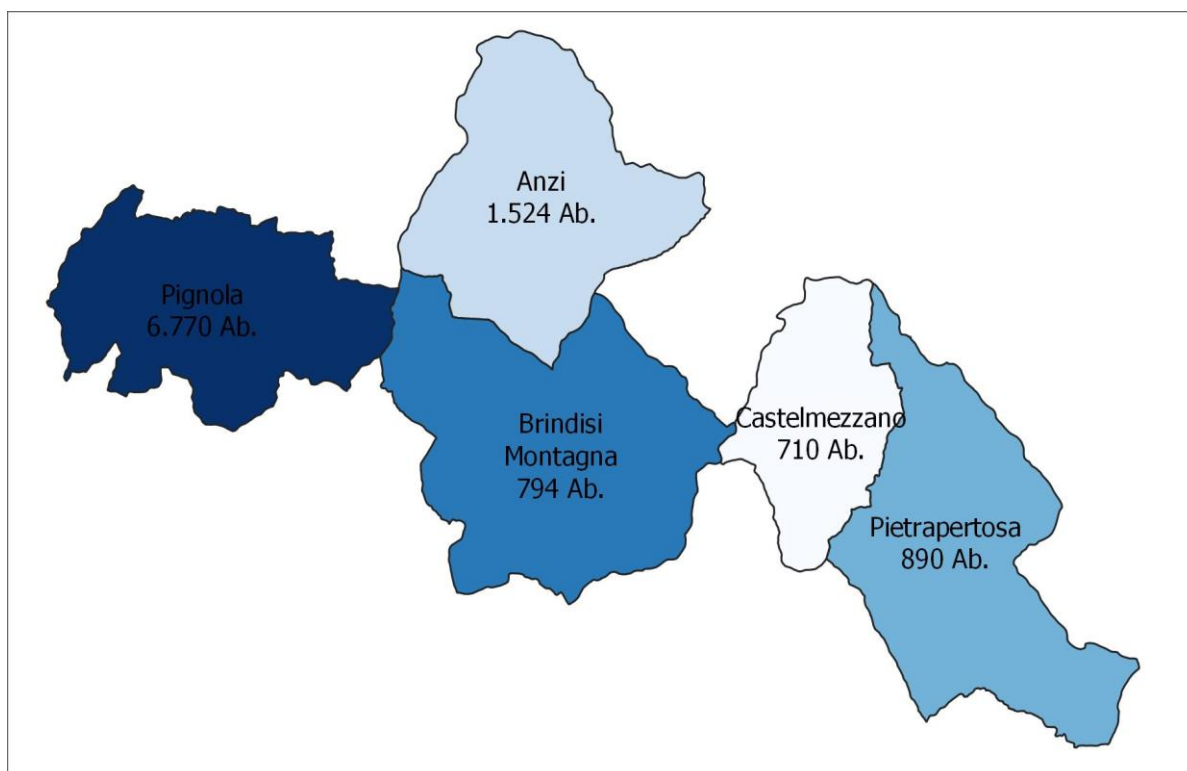 Anzi
1.524 Ab.
Pignola
6.770 Ab.
Brindisi
Montagna
794 Ab.
Castelmezzano
710 Ab.
Pietrapertosa
890 Ab.